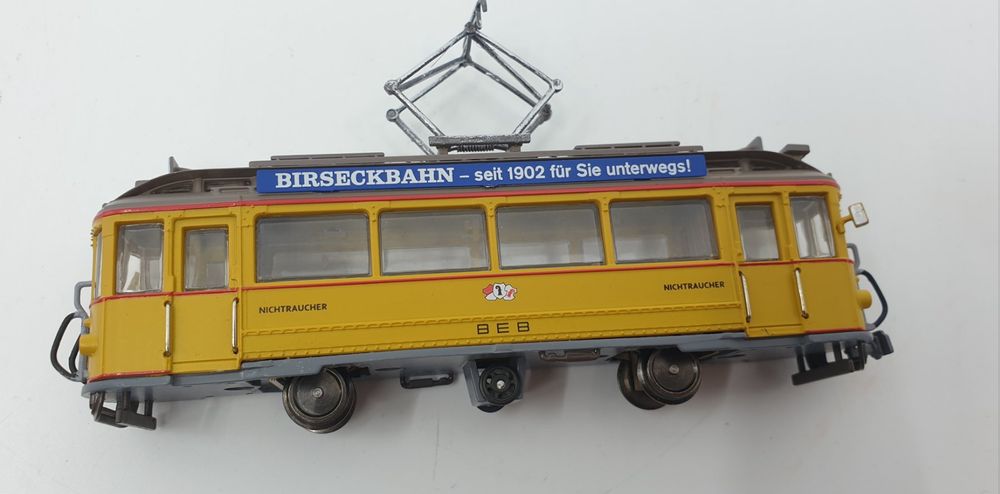 BIRSECKBAHN – seit 1902 für Sie unterwegs!
NICHTRAUCHER
NICHTRAUCHER
BEB